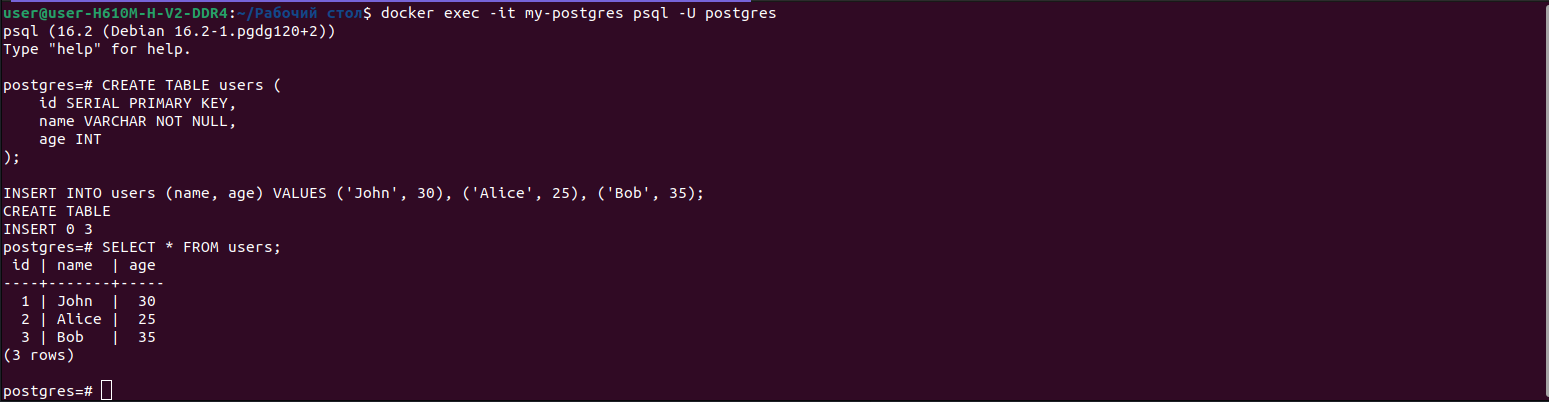 user@user-H610M-H-V2-DDR4:~/Рабочий стол$ docker exec -it my-postgres psql -U postgres
psql (16.2 (Debian 16.2-1.pgdg120+2))
Type "help" for help.

postgres=# CREATE TABLE users (
    id SERIAL PRIMARY KEY,
    name VARCHAR NOT NULL,
    age INT
);

INSERT INTO users (name, age) VALUES ('John', 30), ('Alice', 25), ('Bob', 35);
CREATE TABLE
INSERT 0 3
postgres=# SELECT * FROM users;
 id | name  | age
----+-------+-----
  1 | John  |  30
  2 | Alice |  25
  3 | Bob   |  35
(3 rows)

postgres=#